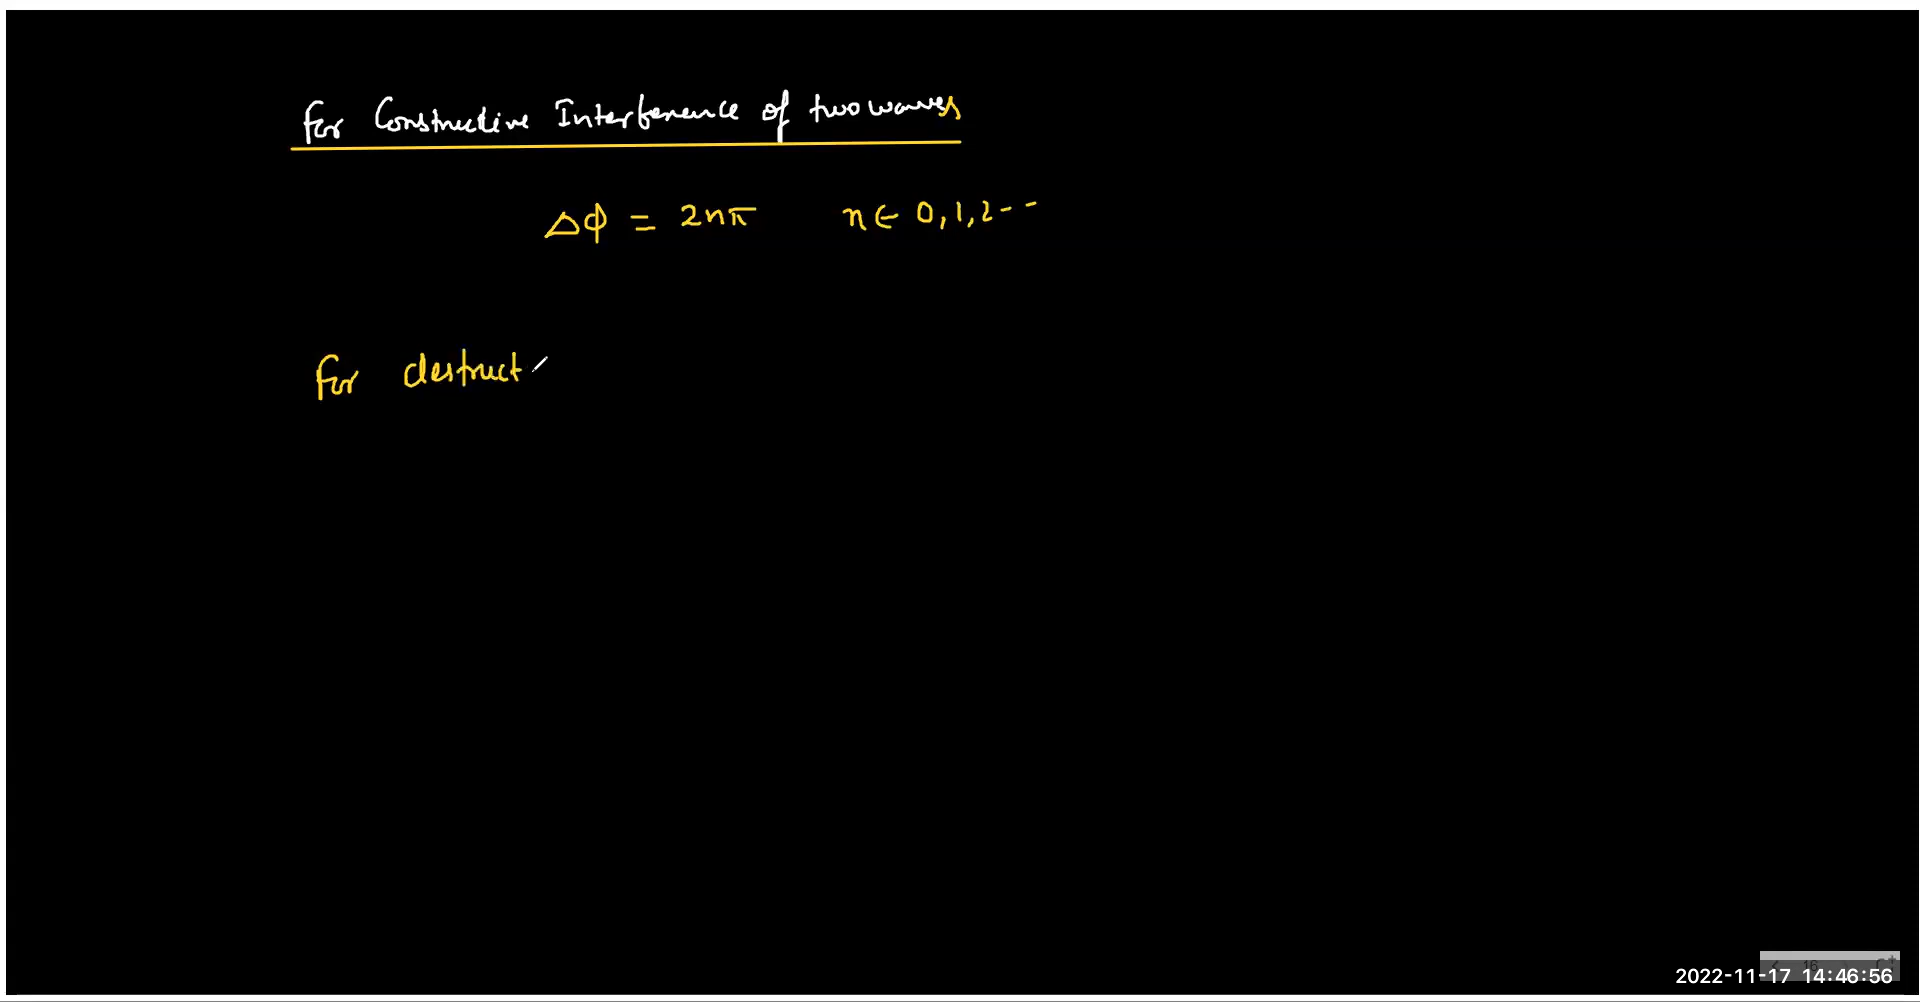 For Constructive Interference of two waves
Δϕ = 2nπ n ∈ 0, 1, 2 - -
For destruct
16
2022-11-17 14:46:56